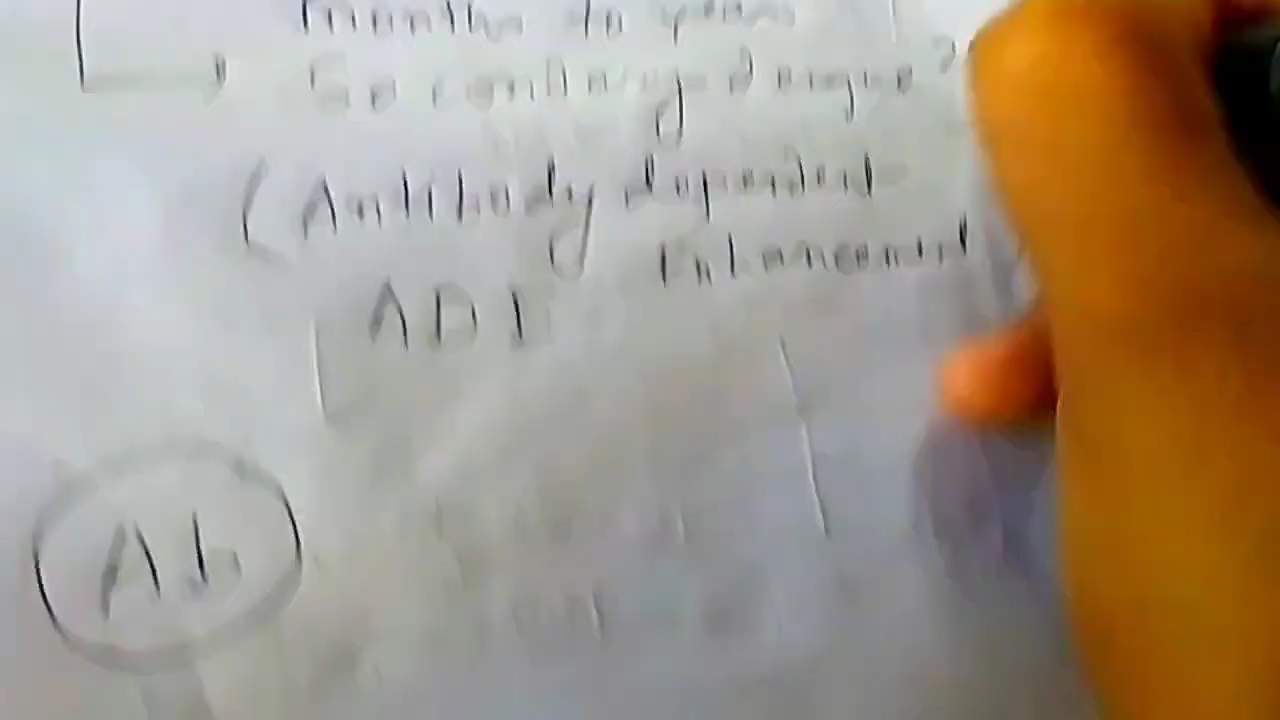 months to years
Secondary dengue ?
(Antibody dependent
Enhancement
ADE
Ab